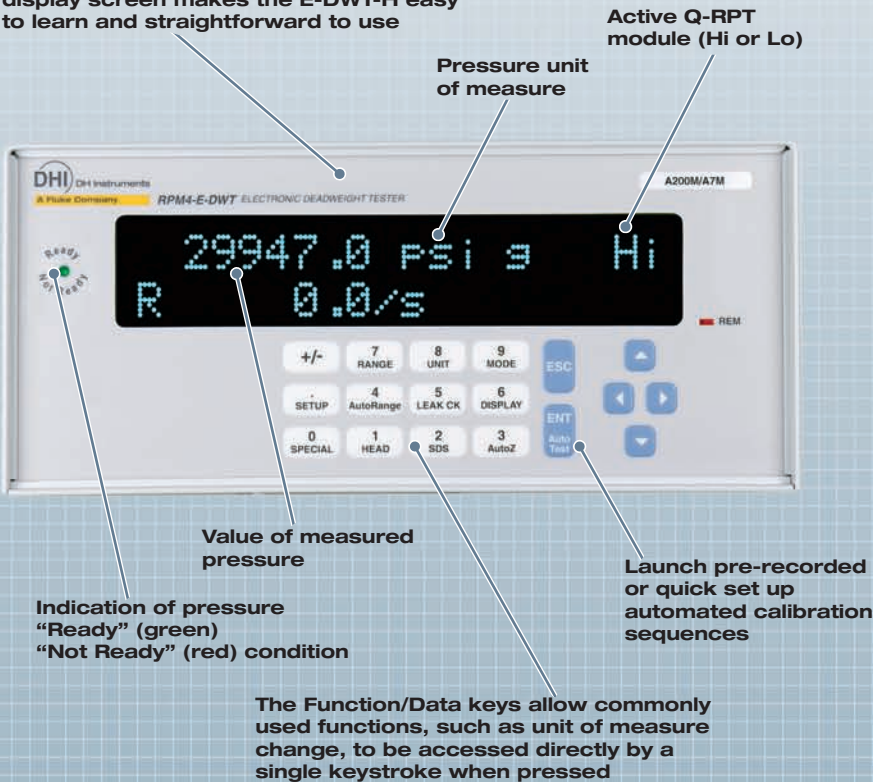 display screen makes the E-DWT-H easy
to learn and straightforward to use
Active Q-RPT
module (Hi or Lo)
Pressure unit
of measure
DHI DH Instruments
A Fluke Company
RPM4-E-DWT ELECTRONIC DEADWEIGHT TESTER
A200M/A7M
Ready
Not Ready
29947.0 psi g Hi
R 0.0/s
REM
+/-
7
RANGE
8
UNIT
9
MODE
ESC
.
SETUP
4
AutoRange
5
LEAK CK
6
DISPLAY
ENT
Auto
Test
0
SPECIAL
1
HEAD
2
SDS
3
AutoZ
Value of measured
pressure
Launch pre-recorded
or quick set up
automated calibration
sequences
Indication of pressure
“Ready” (green)
“Not Ready” (red) condition
The Function/Data keys allow commonly
used functions, such as unit of measure
change, to be accessed directly by a
single keystroke when pressed